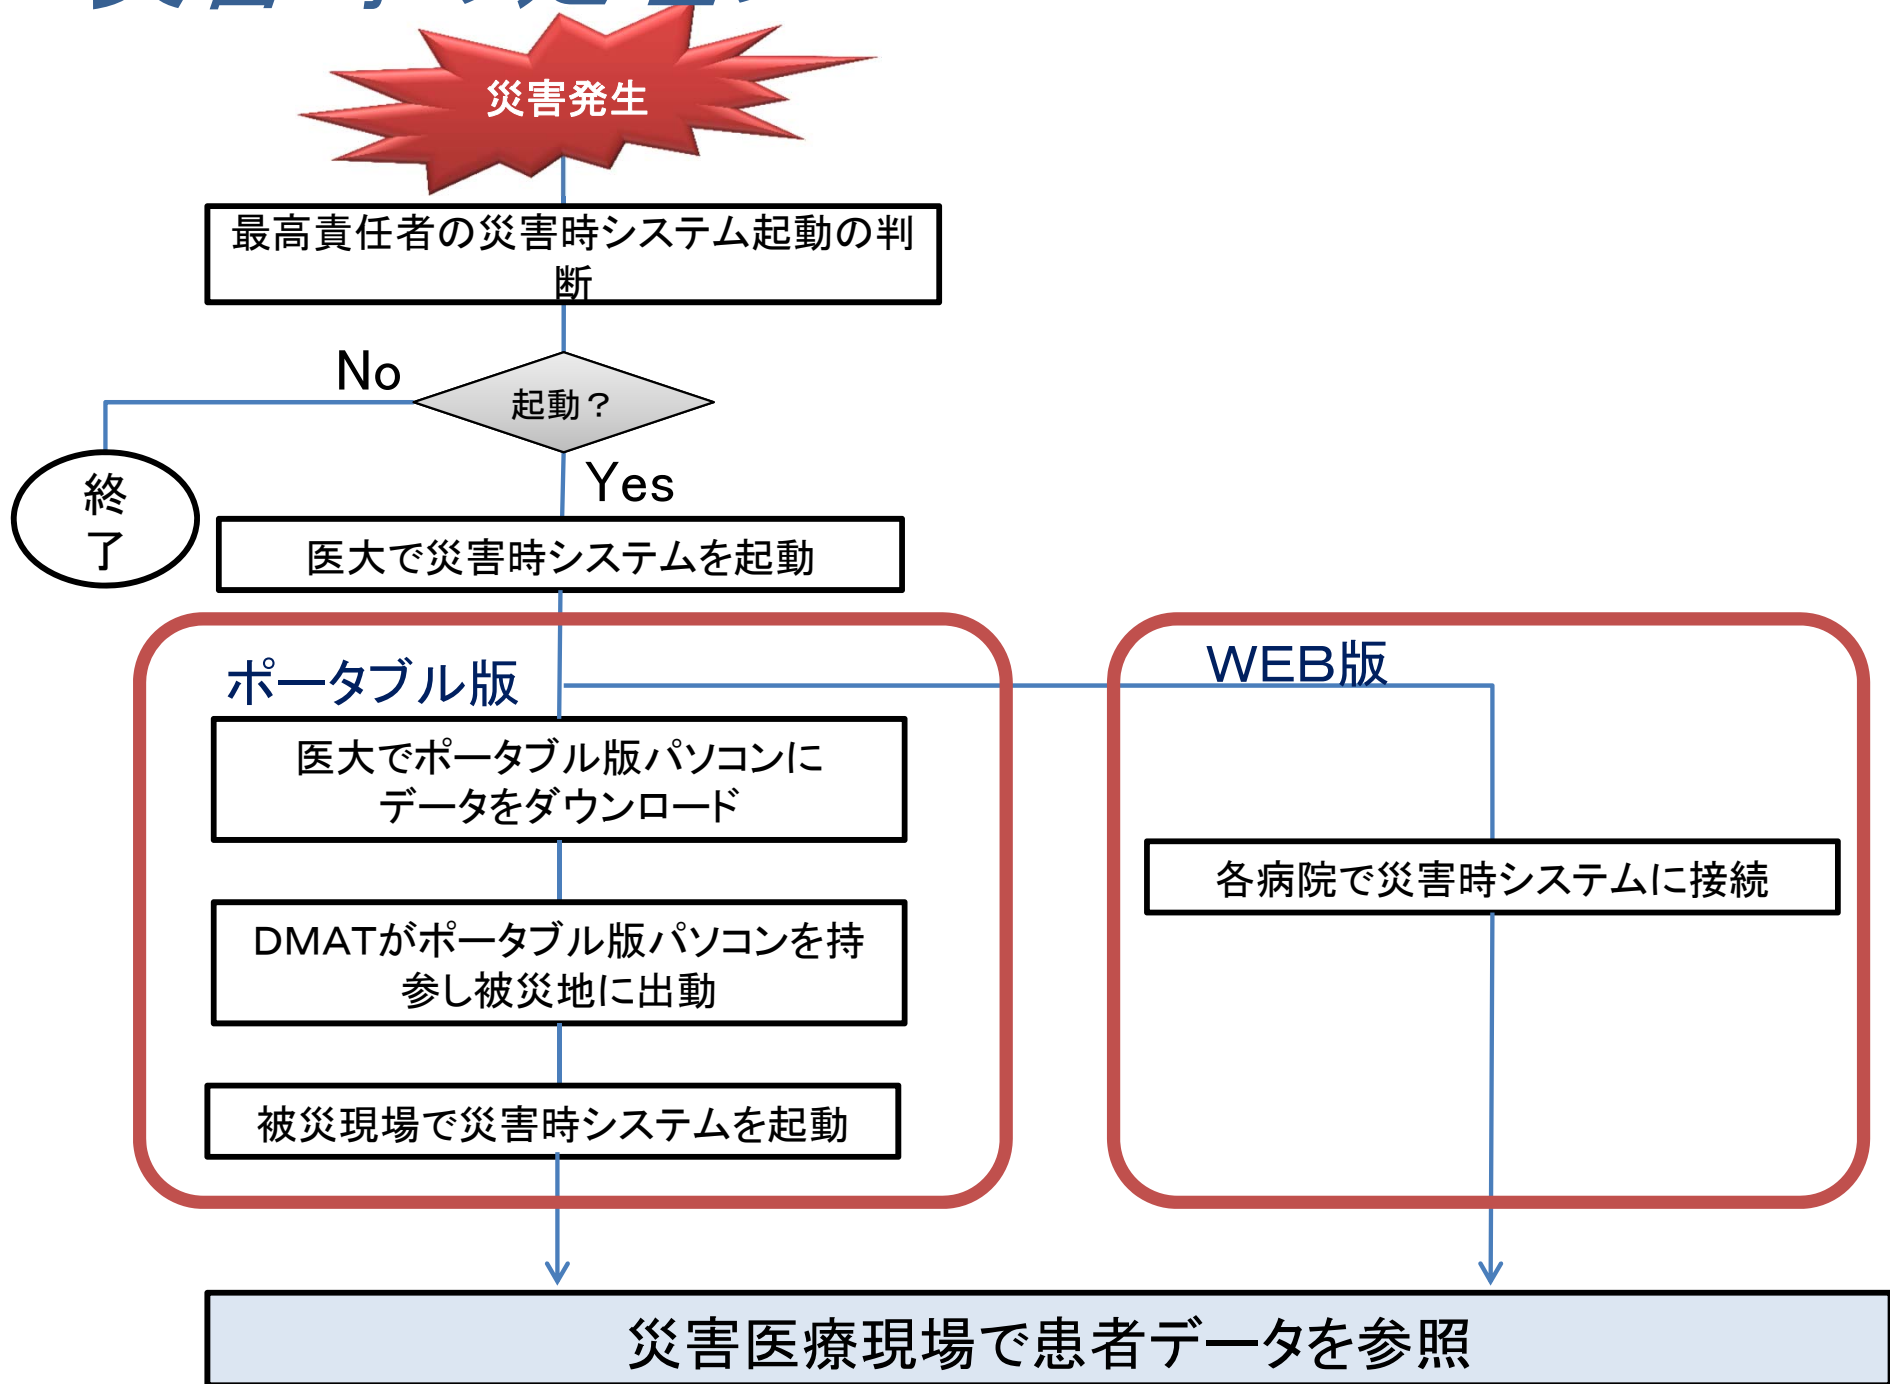 災害発生
最高責任者の災害時システム起動の判
断
No
起動？
Yes
終
了
医大で災害時システムを起動
ポータブル版
WEB版
医大でポータブル版パソコンに
データをダウンロード
各病院で災害時システムに接続
DMATがポータブル版パソコンを持
参し被災地に出動
被災現場で災害時システムを起動
災害医療現場で患者データを参照